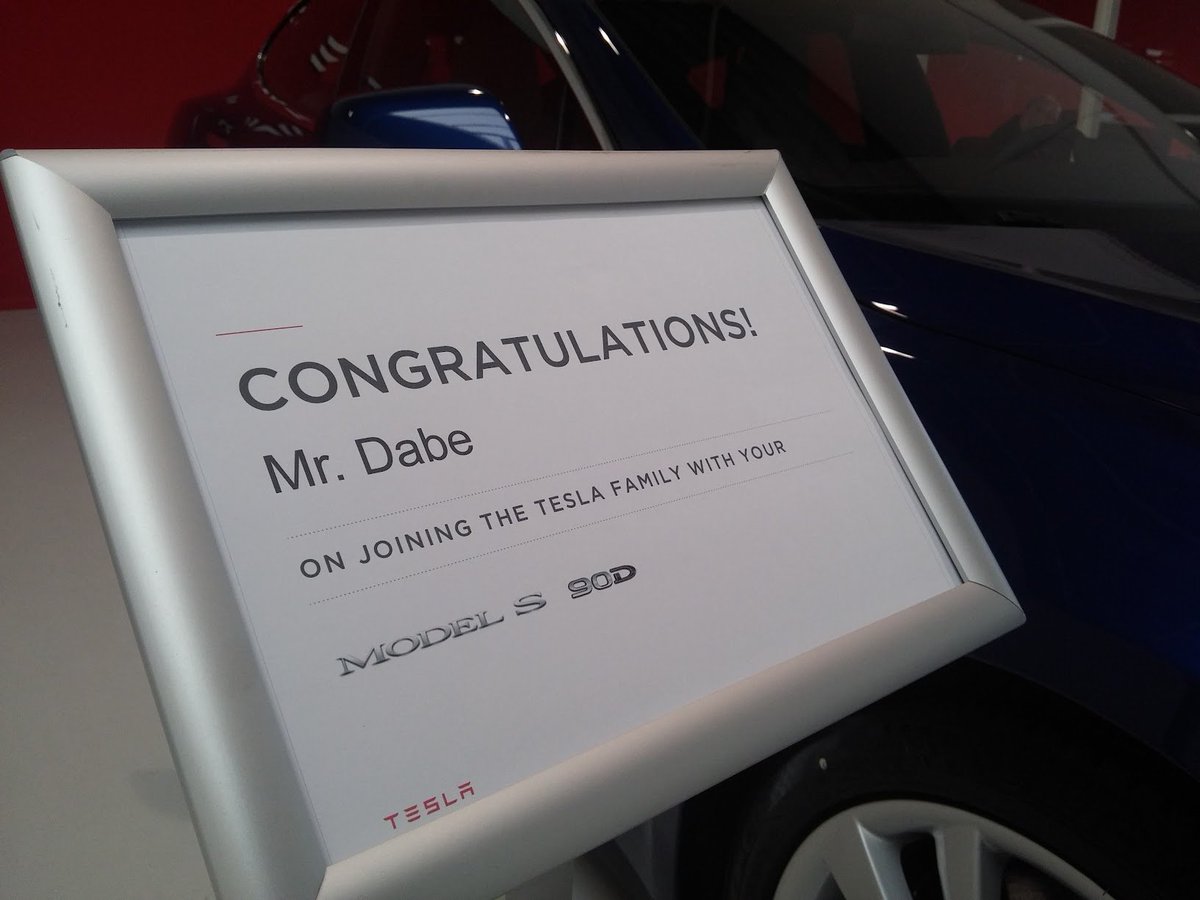 CONGRATULATIONS!
Mr. Dabe
ON JOINING THE TESLA FAMILY WITH YOUR
MODEL S 90D
TESLA